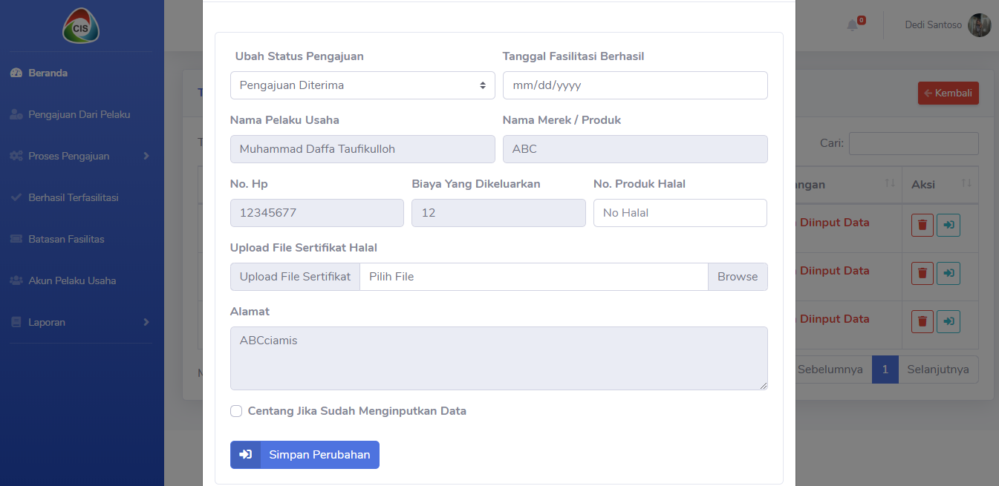 CIS
Beranda
Pengajuan Dari Pelaku
Proses Pengajuan
Berhasil Terfasilitasi
Batasan Fasilitas
Akun Pelaku Usaha
Laporan
0
Dedi Santoso
Kembali
Cari:
Aksi
Diinput Data
Diinput Data
Diinput Data
Sebelumnya 1 Selanjutnya
Ubah Status Pengajuan Tanggal Fasilitasi Berhasil
Pengajuan Diterima mm/dd/yyyy
Nama Pelaku Usaha Nama Merek / Produk
Muhammad Daffa Taufikulloh ABC
No. Hp Biaya Yang Dikeluarkan No. Produk Halal
12345677 12 No Halal
Upload File Sertifikat Halal
Upload File Sertifikat Pilih File Browse
Alamat
ABCciamis
Centang Jika Sudah Menginputkan Data
Simpan Perubahan